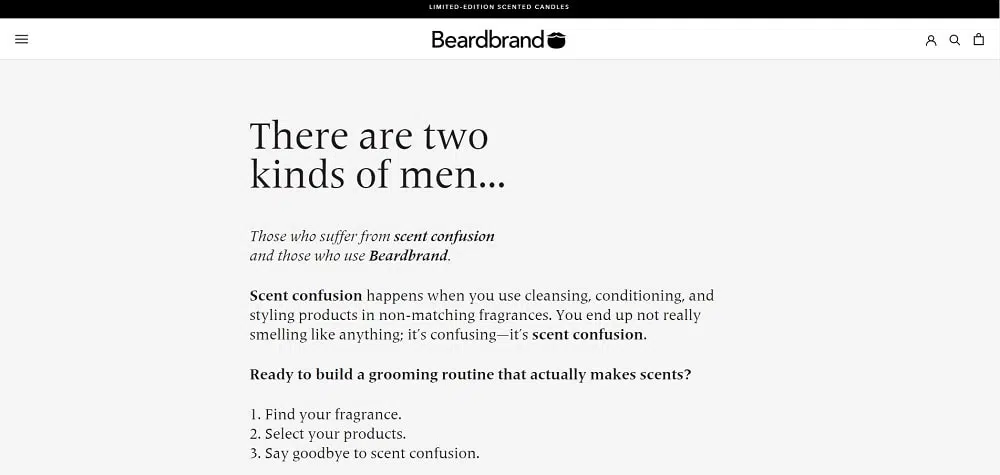 LIMITED-EDITION SCENTED CANDLES
Beardbrand
There are two
kinds of men...
Those who suffer from scent confusion
and those who use Beardbrand.
Scent confusion happens when you use cleansing, conditioning, and
styling products in non-matching fragrances. You end up not really
smelling like anything; it’s confusing—it’s scent confusion.
Ready to build a grooming routine that actually makes scents?
1. Find your fragrance.
2. Select your products.
3. Say goodbye to scent confusion.